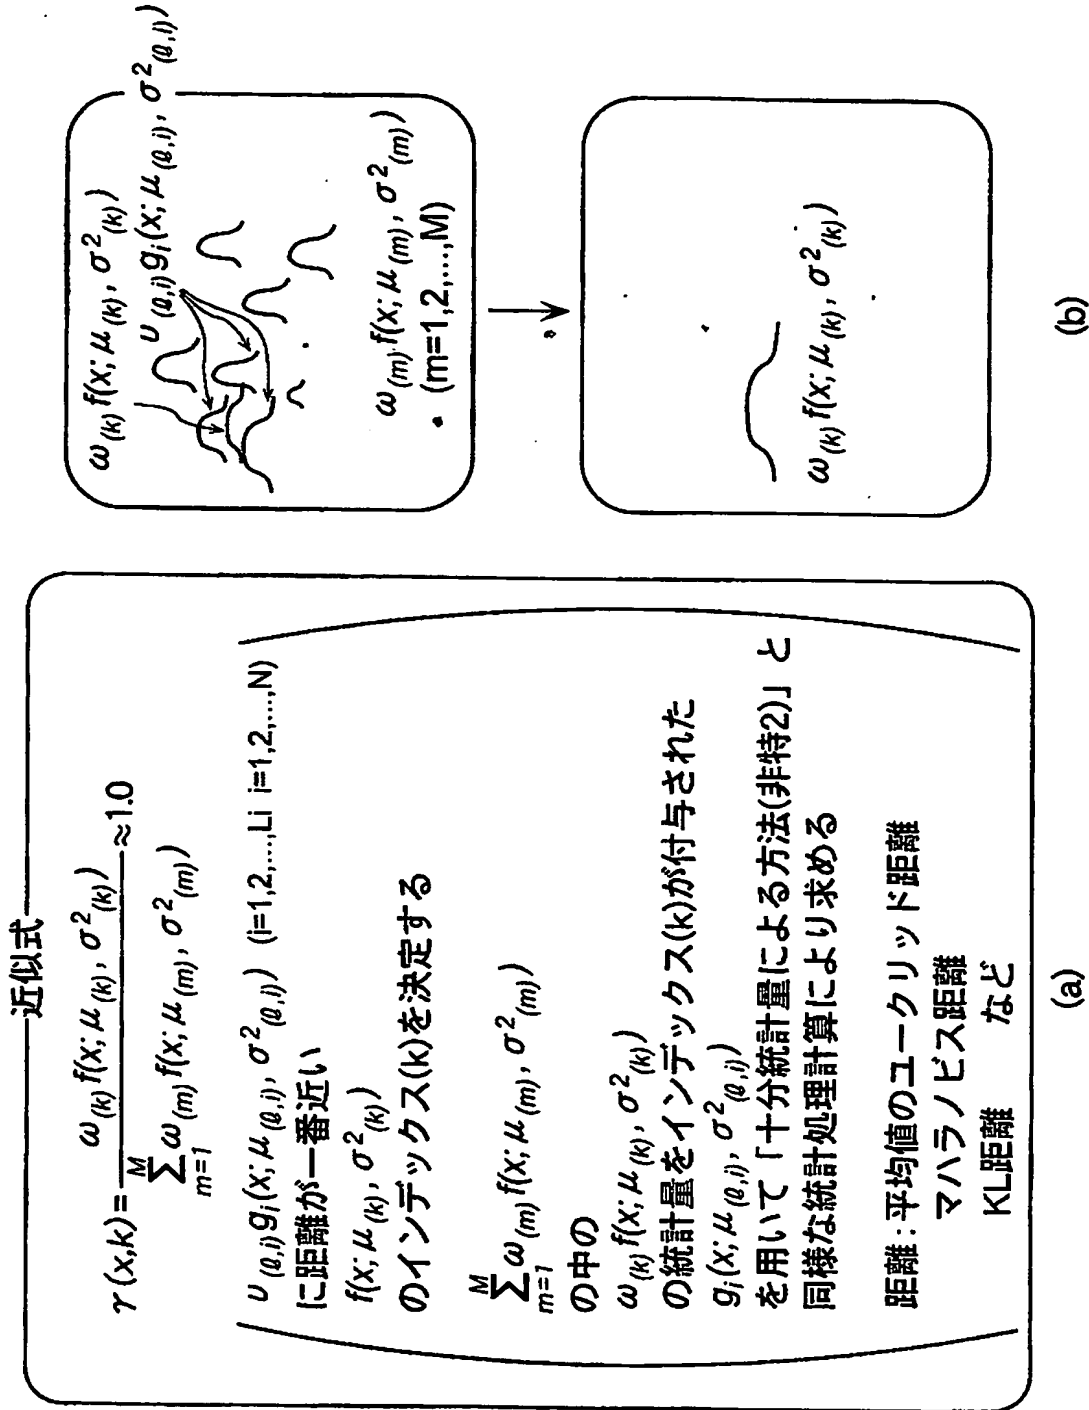 近似式
γ(x,k) = ω(k) f(x; μ(k), σ²(k)) / Σ_{m=1}^{M} ω(m) f(x; μ(m), σ²(m)) ≈1.0
υ(ℓ,i) gi(x; μ(ℓ,i), σ²(ℓ,i)) (i=1,2,...,Li i=1,2,...,N)
に距離が一番近い
f(x; μ(k), σ²(k))
のインデックス(k)を決定する
Σ_{m=1}^{M} ω(m) f(x; μ(m), σ²(m))
の中の
ω(k) f(x; μ(k), σ²(k))
の統計量をインデックス(k)が付与された
gi(x; μ(ℓ,i), σ²(ℓ,i))
を用いて「十分統計量による方法(非特2)」と
同様な統計処理計算により求める
距離:平均値のユークリッド距離
マハラノビス距離
KL距離 など
(a)
ω(k) f(x; μ(k), σ²(k))
υ(ℓ,i) gi(x; μ(ℓ,i), σ²(ℓ,i))
ω(m) f(x; μ(m), σ²(m))
(m=1,2,...,M)
ω(k) f(x; μ(k), σ²(k))
(b)